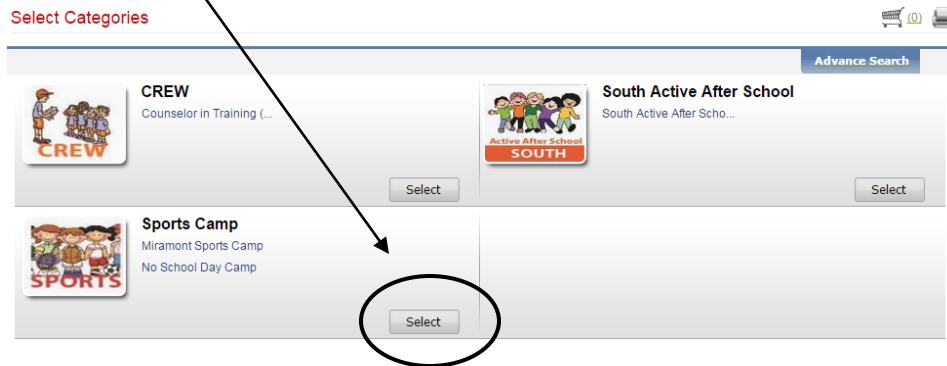 Select Categories
(0)
Advance Search
CREW
Counselor in Training (...
CREW
Select
South Active After School
South Active After Scho...
Active After School
SOUTH
Select
Sports Camp
Miramont Sports Camp
No School Day Camp
SPORTS
Select